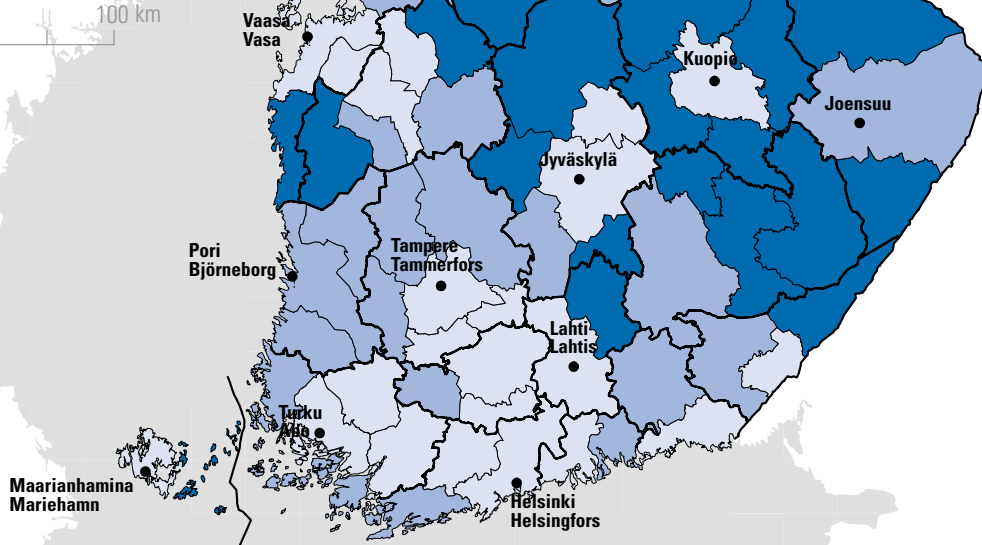 100 km
Vaasa
Vasa
Kuopio
Joensuu
Jyväskylä
Pori
Björneborg
Tampere
Tammerfors
Lahti
Lahtis
Turku
Åbo
Maarianhamina
Mariehamn
Helsinki
Helsingfors